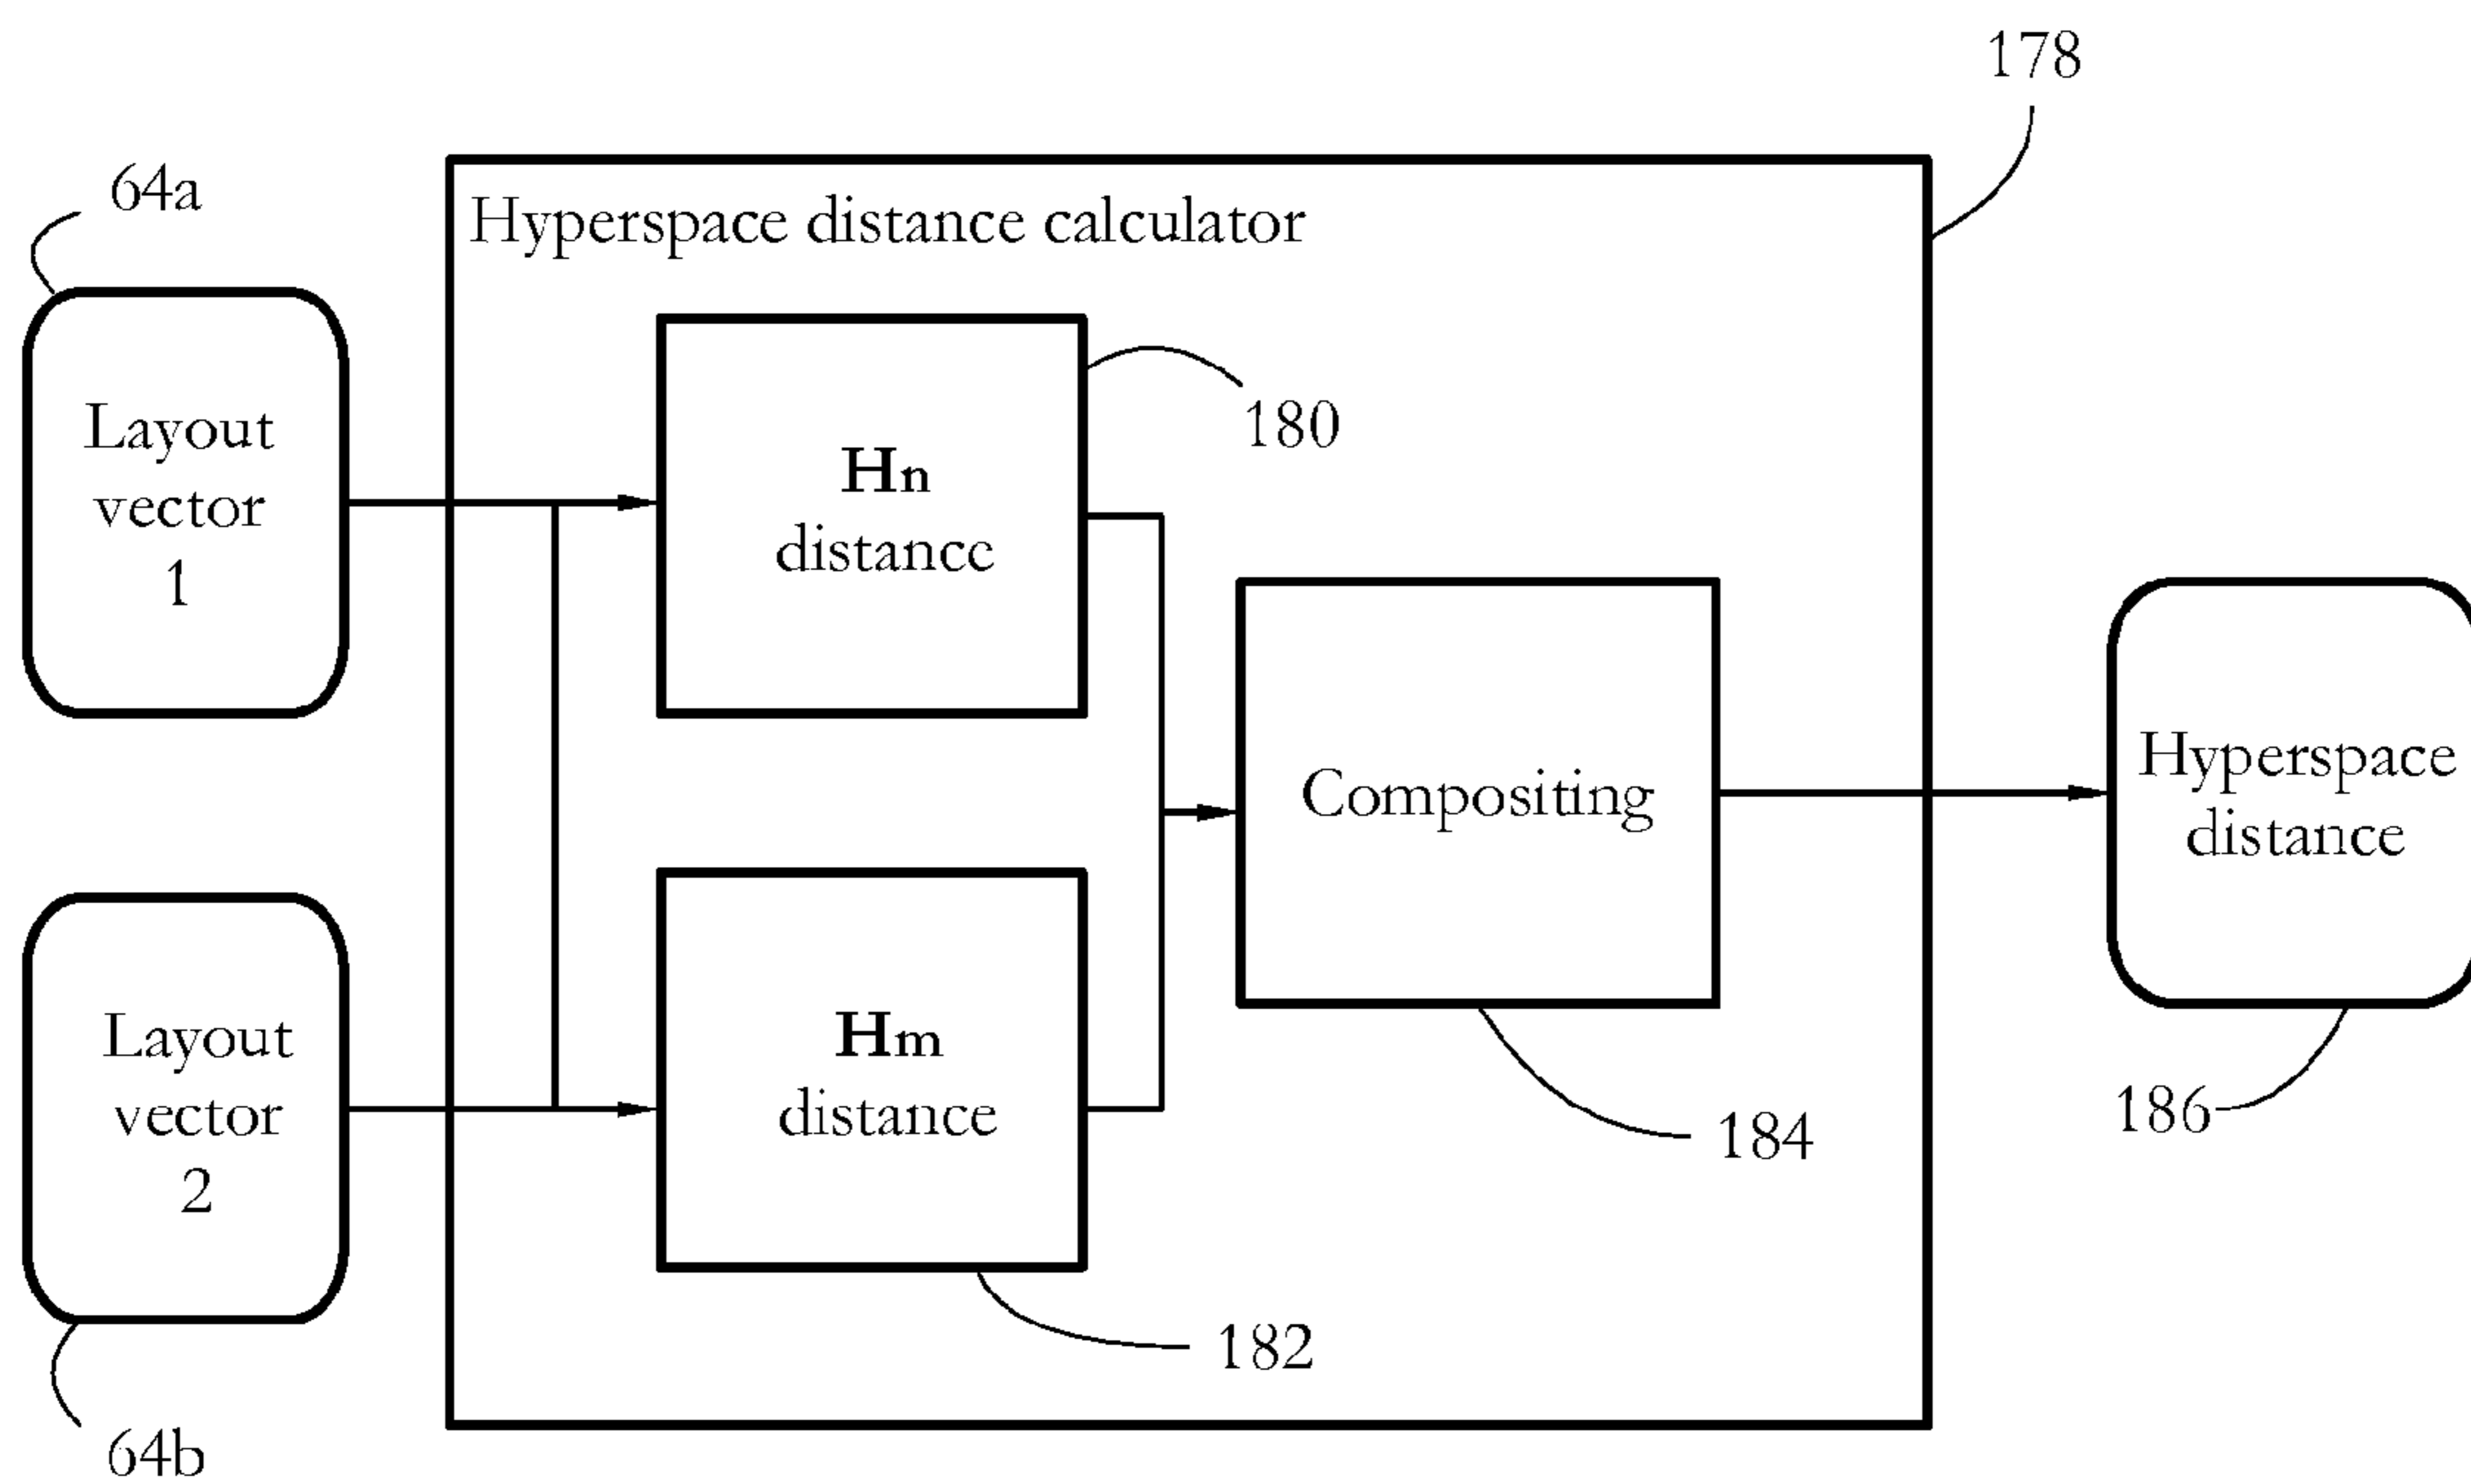 178
64a
Hyperspace distance calculator
Layout
vector
1
Hn
distance
180
Compositing
Hyperspace
distance
Layout
vector
2
Hm
distance
184
186
182
64b